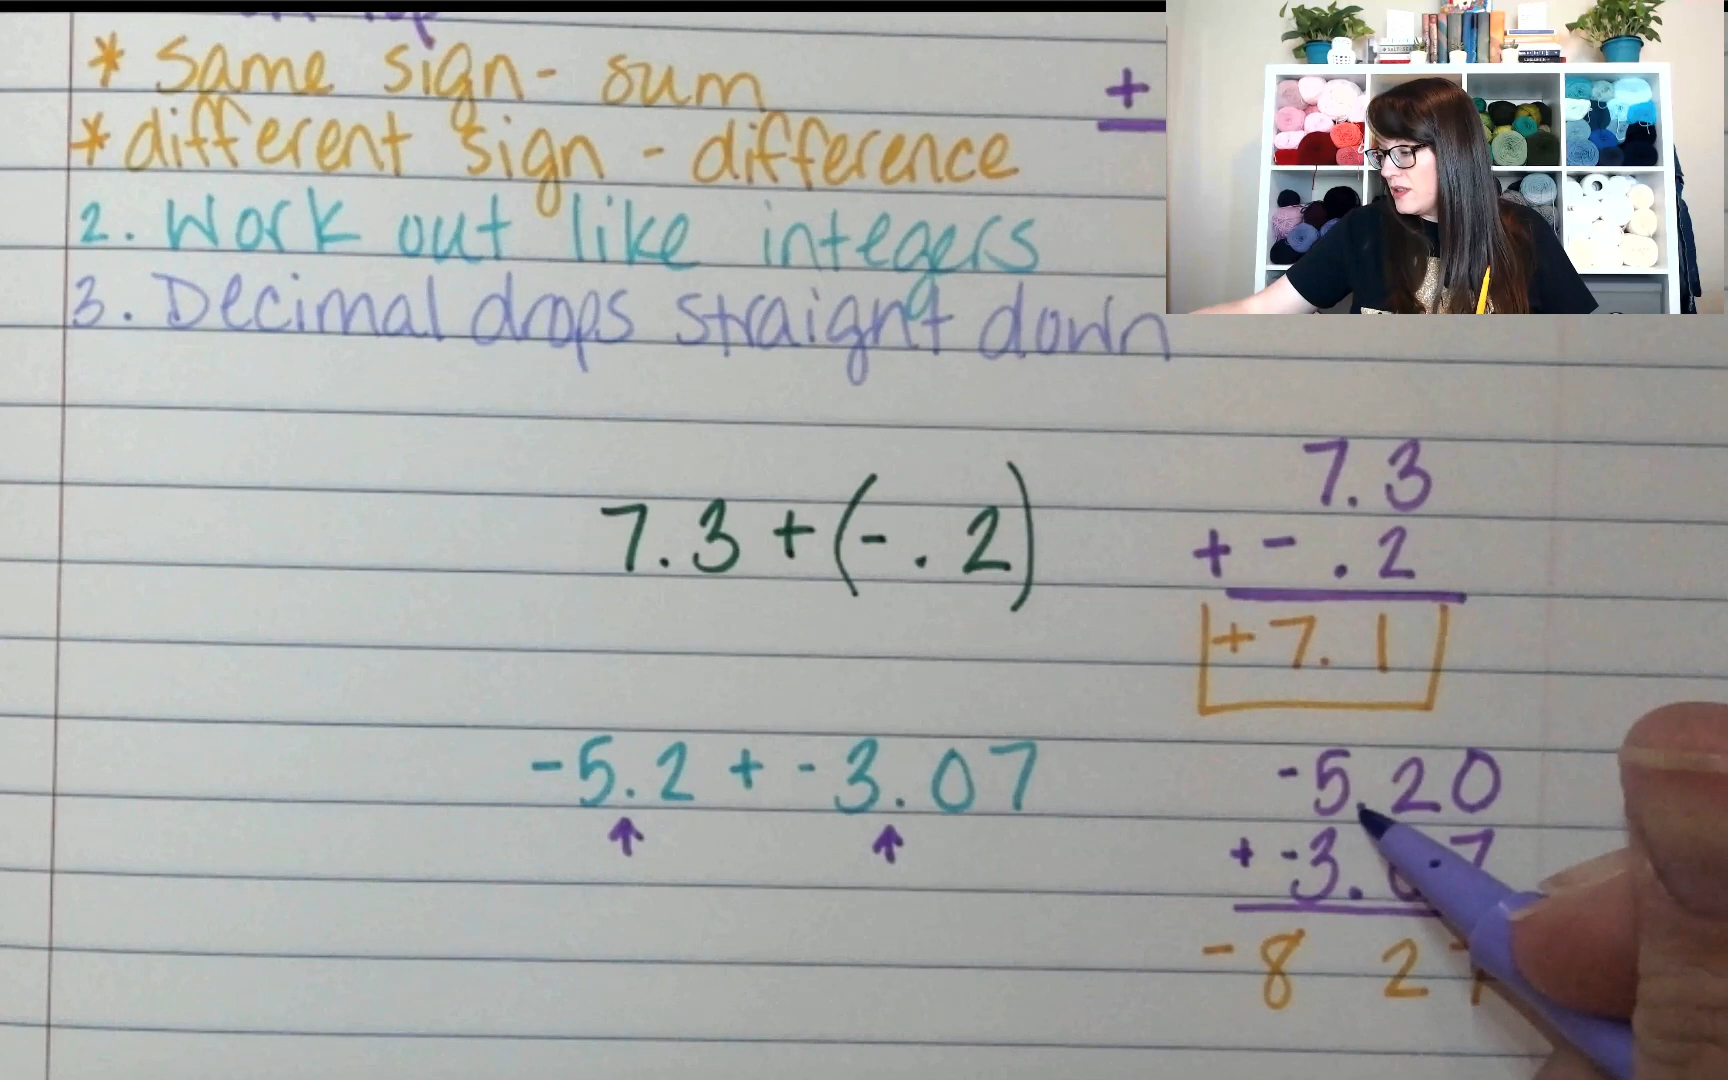 * same sign - sum
* different sign - difference
2. Work out like integers
3. Decimal drops straight down
+
7.3 + (- .2)
7.3
+ - .2
+7.1
-5.2 + -3.07
-5.20
+ -3. 7
-8 2